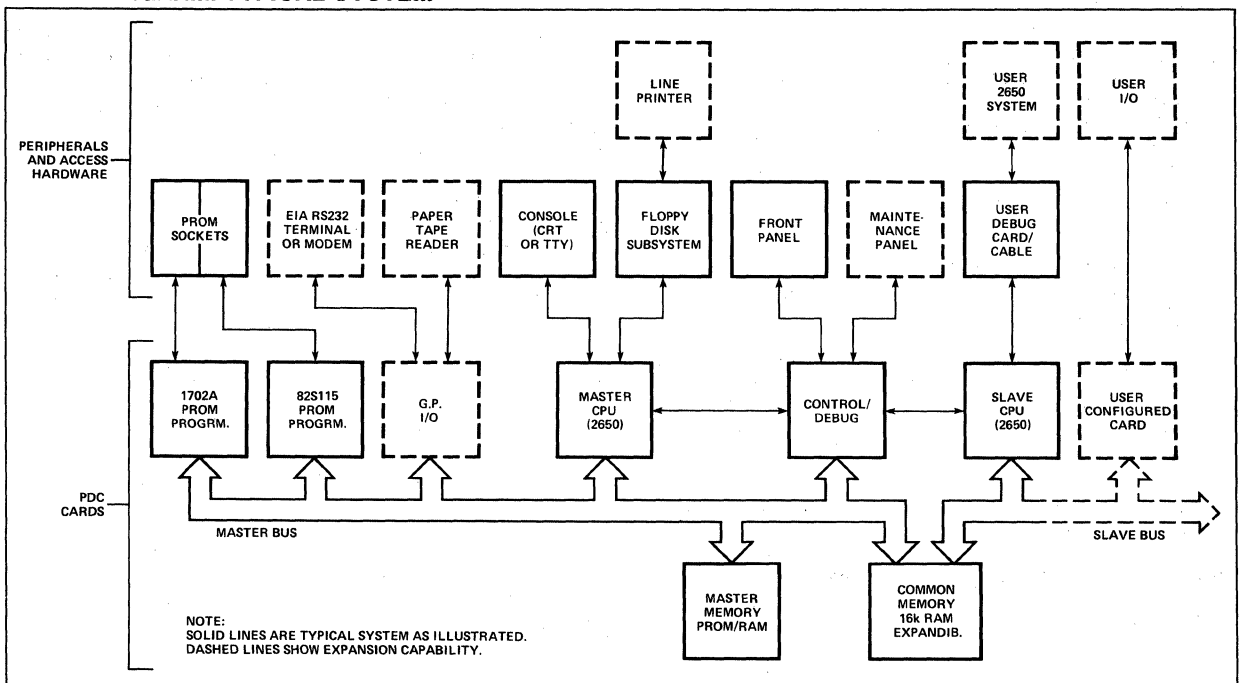 LINE
PRINTER
USER
2650
SYSTEM
USER
I/O
PERIPHERALS
AND ACCESS
HARDWARE
PROM
SOCKETS
EIA RS232
TERMINAL
OR MODEM
PAPER
TAPE
READER
CONSOLE
(CRT
OR TTY)
FLOPPY
DISK
SUBSYSTEM
FRONT
PANEL
MAINTE-
NANCE
PANEL
USER
DEBUG
CARD/
CABLE
1702A
PROM
PROGRM.
82S115
PROM
PROGRM.
G.P.
I/O
MASTER
CPU
(2650)
CONTROL/
DEBUG
SLAVE
CPU
(2650)
USER
CONFIGURED
CARD
PDC
CARDS
MASTER BUS
SLAVE BUS
MASTER
MEMORY
PROM/RAM
COMMON
MEMORY
16k RAM
EXPANDIB.
NOTE:
SOLID LINES ARE TYPICAL SYSTEM AS ILLUSTRATED.
DASHED LINES SHOW EXPANSION CAPABILITY.